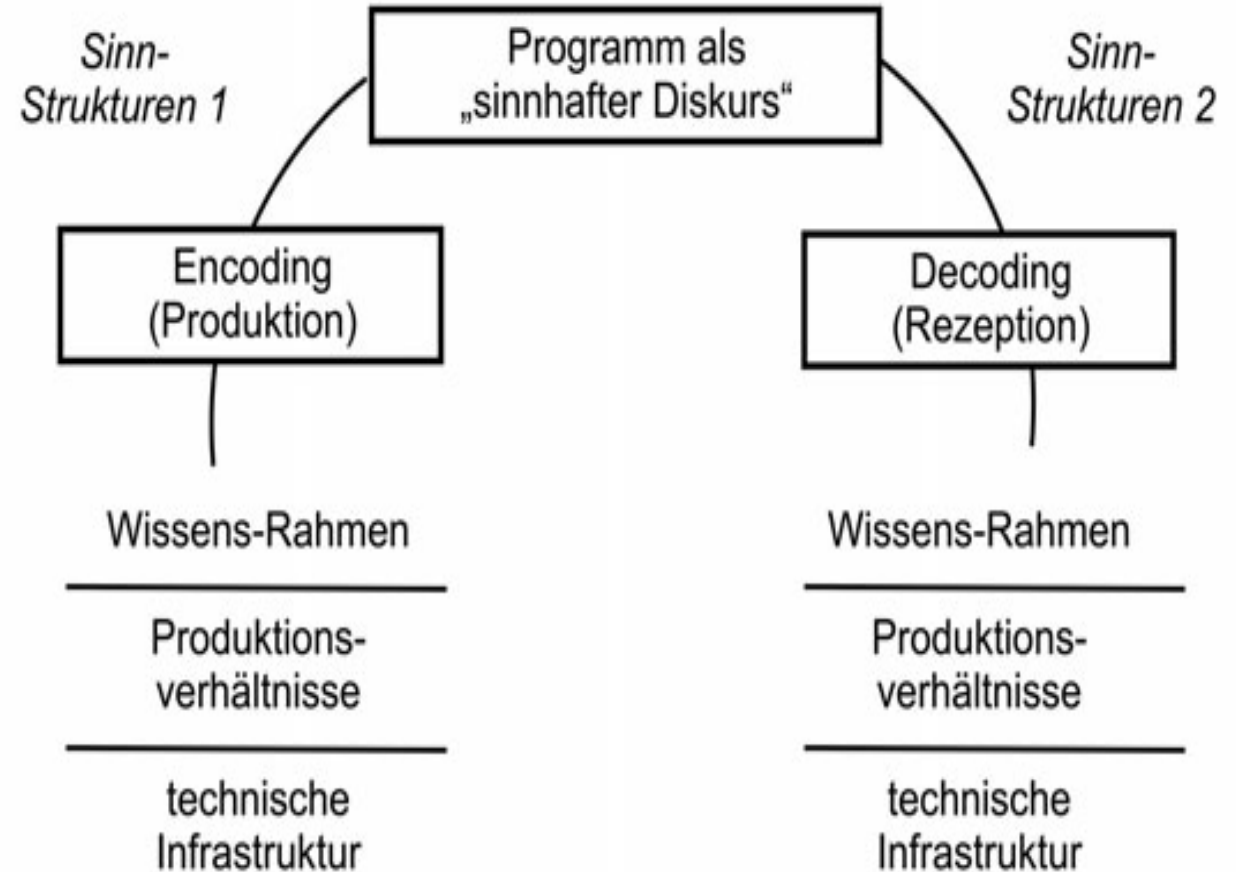 Sinn-
Strukturen 1
Programm als
„sinnhafter Diskurs“
Sinn-
Strukturen 2
Encoding
(Produktion)
Decoding
(Rezeption)
Wissens-Rahmen
Produktions-
verhältnisse
technische
Infrastruktur
Wissens-Rahmen
Produktions-
verhältnisse
technische
Infrastruktur